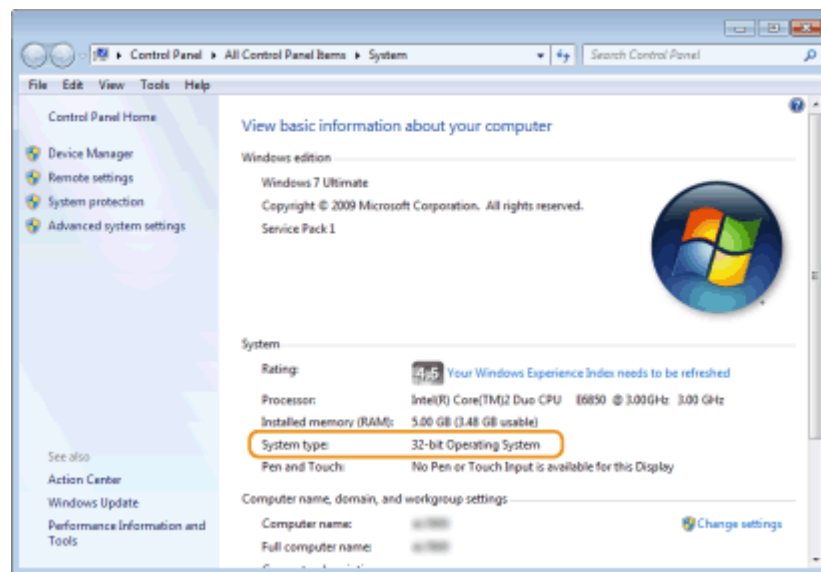 Control Panel ▸ All Control Panel Items ▸ System
Search Control Panel
File Edit View Tools Help
Control Panel Home
Device Manager
Remote settings
System protection
Advanced system settings
See also
Action Center
Windows Update
Performance Information and
Tools
View basic information about your computer
Windows edition
Windows 7 Ultimate
Copyright © 2009 Microsoft Corporation. All rights reserved.
Service Pack 1
System
Rating:
4,5 Your Windows Experience Index needs to be refreshed
Processor: Intel(R) Core(TM)2 Duo CPU E6850 @ 3.00GHz 3.00 GHz
Installed memory (RAM): 5.00 GB (3.48 GB usable)
System type: 32-bit Operating System
Pen and Touch: No Pen or Touch Input is available for this Display
Computer name, domain, and workgroup settings
Computer name:
Change settings
Full computer name: